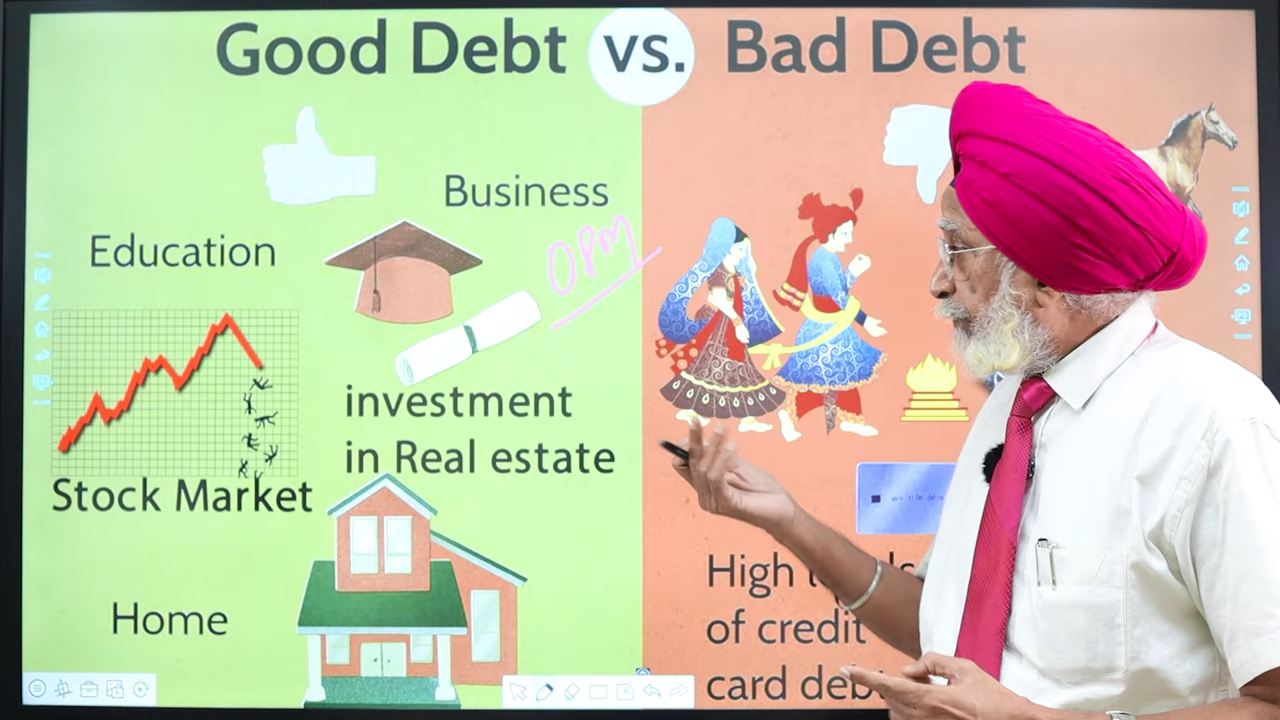 Good Debt vs. Bad Debt
Business
Education
OPM
investment
in Real estate
Stock Market
Home
High
of credit
card